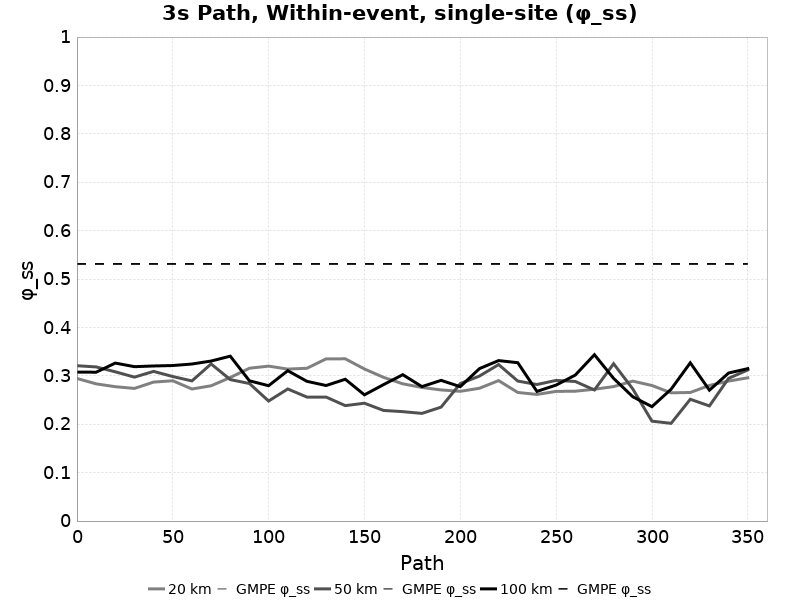 3s Path, Within-event, single-site (φ_ss)
1
0.9
0.8
0.7
0.6
0.5
0.4
0.3
0.2
0.1
0
φ_ss
0 50 100 150 200 250 300 350
Path
20 km GMPE φ_ss 50 km GMPE φ_ss 100 km GMPE φ_ss